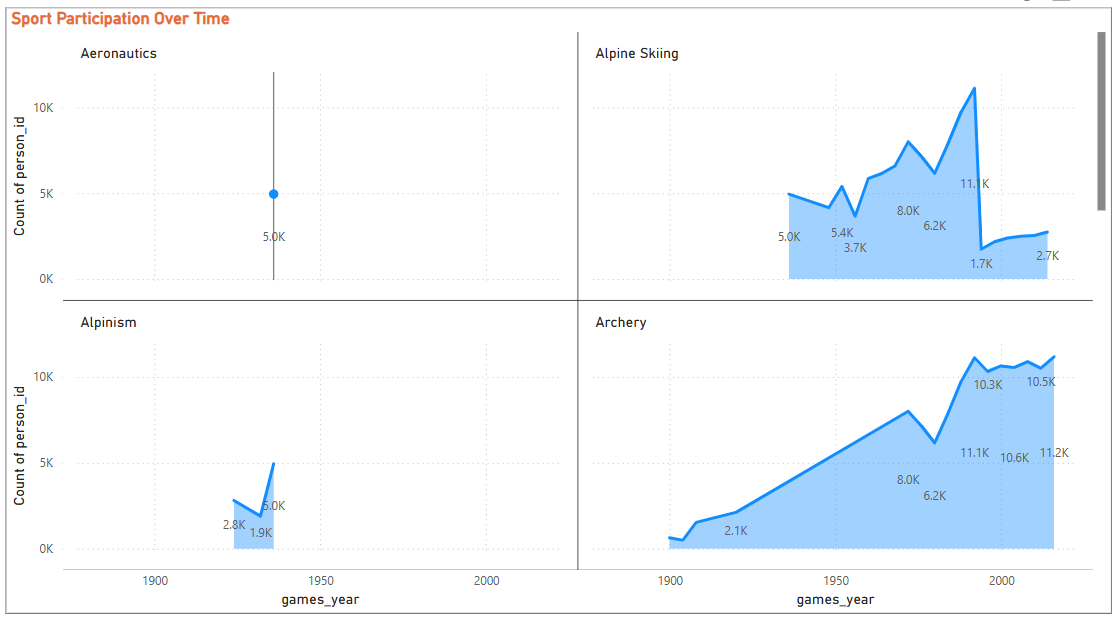 Sport Participation Over Time
Aeronautics
Count of person_id
10K
5K
0K
5.0K
Alpine Skiing
5.0K
5.4K
3.7K
8.0K
6.2K
11.1K
1.7K
2.7K
Alpinism
Count of person_id
10K
5K
0K
2.8K
1.9K
5.0K
1900
1950
2000
games_year
Archery
2.1K
8.0K
6.2K
11.1K
10.3K
10.6K
10.5K
11.2K
1900
1950
2000
games_year